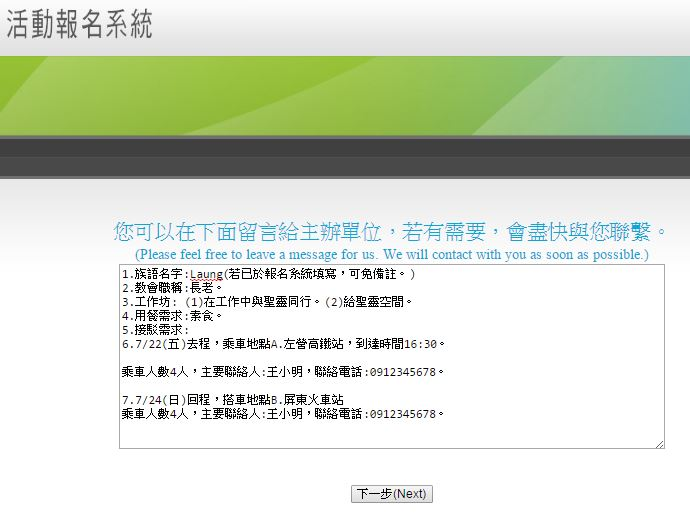 活動報名系統
您可以在下面留言給主辦單位，若有需要，會盡快與您聯繫。
(Please feel free to leave a message for us. We will contact with you as soon as possible.)
1.族語名字:Laung(若已於報名系統填寫，可免備註。)
2.教會職稱:長老。
3.工作坊: (1)在工作中與聖靈同行。(2)給聖靈空間。
4.用餐需求:素食。
5.接駁需求:
6.7/22(五)去程，乘車地點A.左營高鐵站，到達時間16:30。
乘車人數4人，主要聯絡人:王小明，聯絡電話:0912345678。
7.7/24(日)回程，搭車地點B.屏東火車站
乘車人數4人，主要聯絡人:王小明，聯絡電話:0912345678。
下一步(Next)